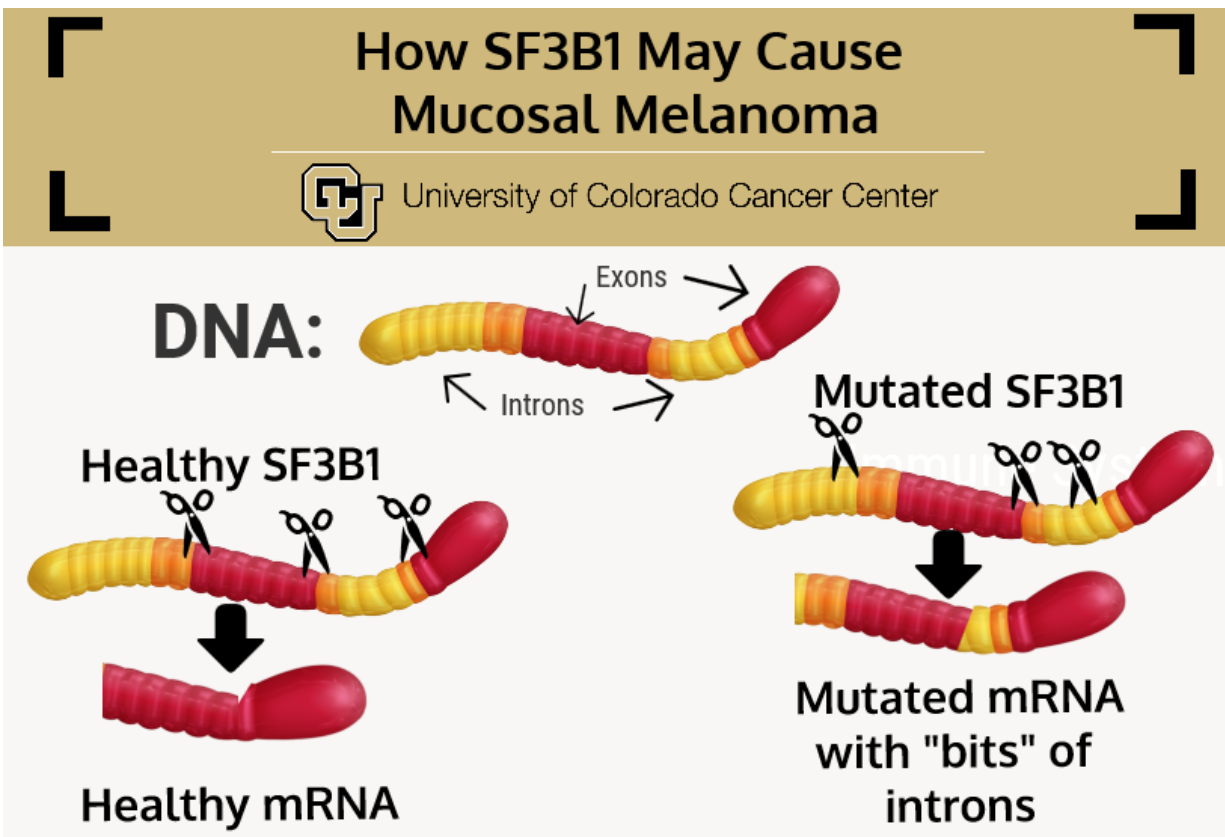 How SF3B1 May Cause
Mucosal Melanoma
CU
University of Colorado Cancer Center
Exons
DNA:
Introns
Mutated SF3B1
Healthy SF3B1
Healthy mRNA
Mutated mRNA
with "bits" of
introns